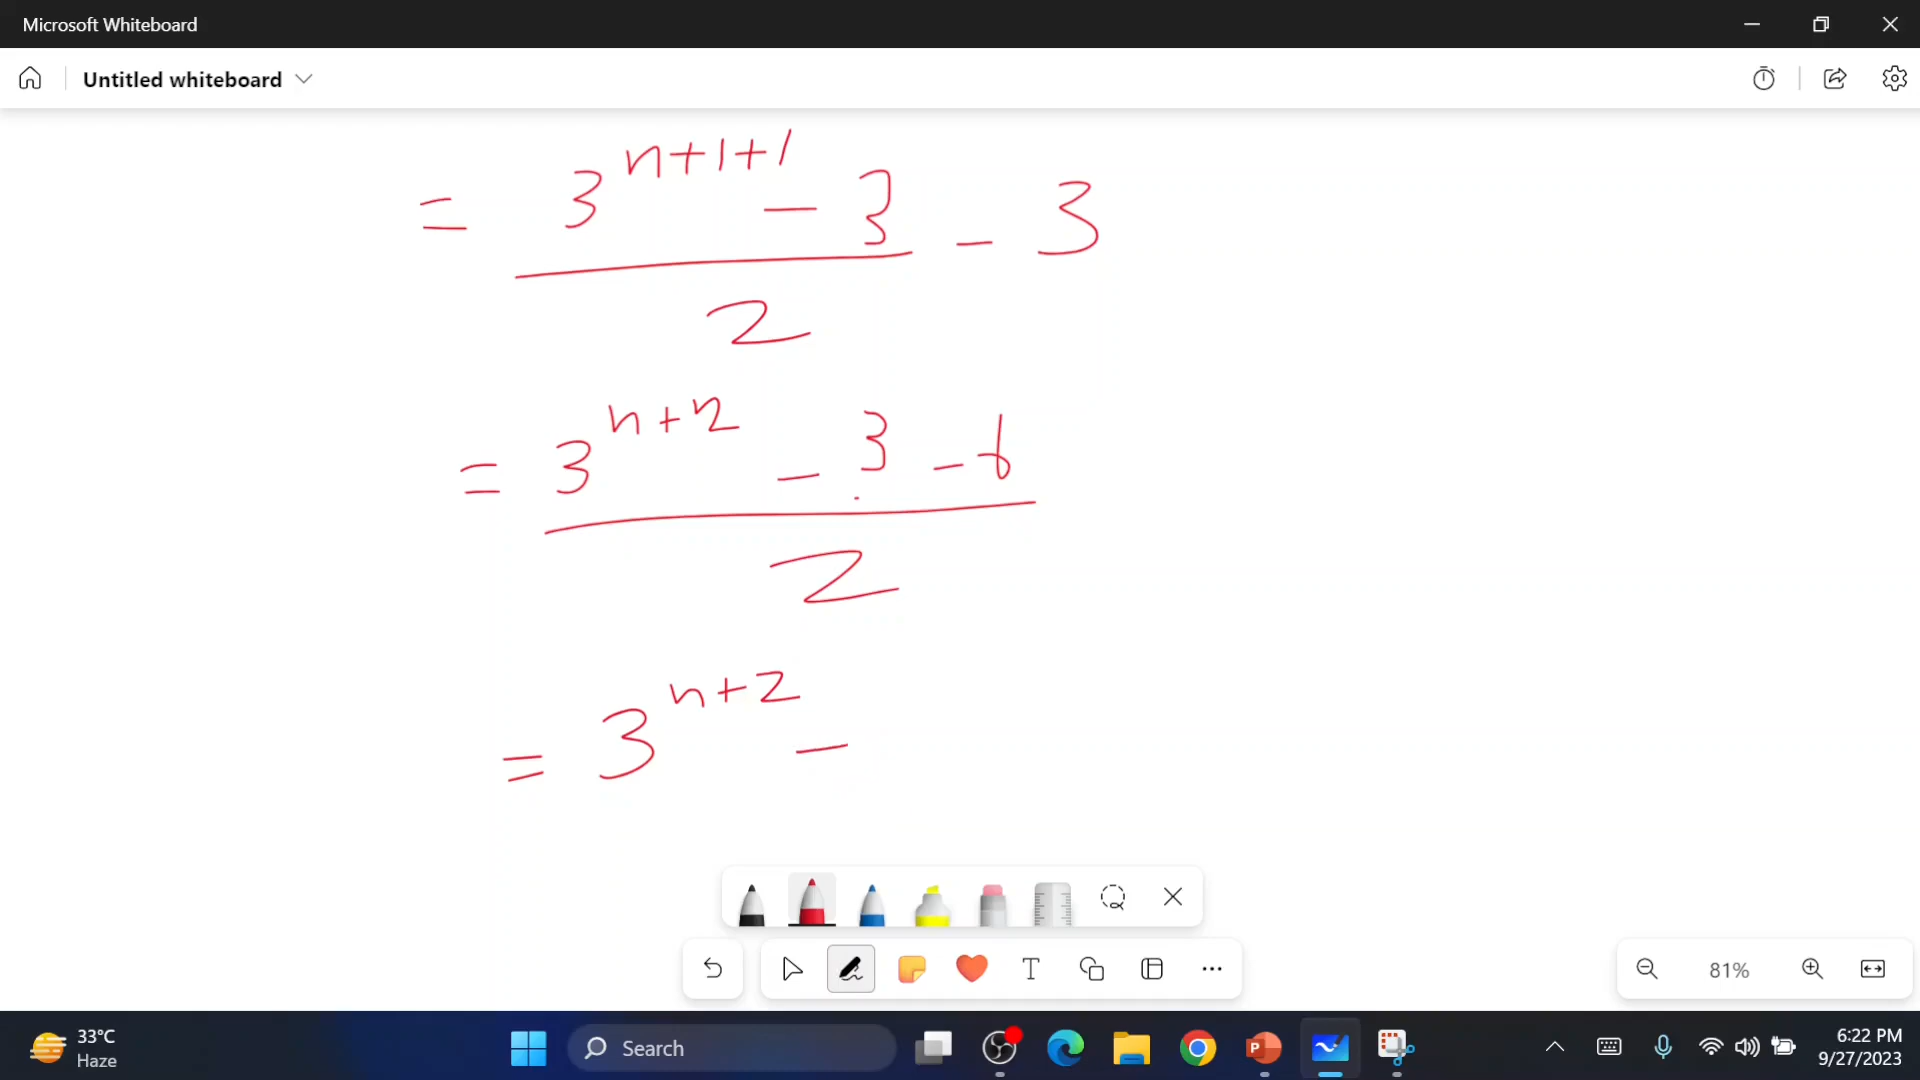 Microsoft Whiteboard
Untitled whiteboard
= 3^{n+1+1} - 3 / 2 - 3
= 3^{n+2} - 3 - 6 / 2
= 3^{n+2} -
81%
33°C
Haze
Search
6:22 PM
9/27/2023